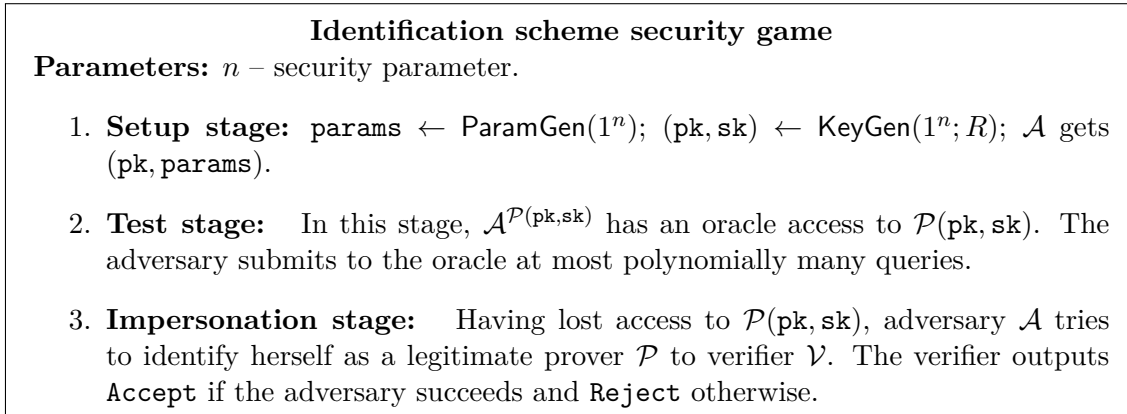 Identification scheme security game
Parameters: n – security parameter.
1. Setup stage: params ← ParamGen(1ⁿ); (pk, sk) ← KeyGen(1ⁿ; R); 𝒜 gets
(pk, params).
2. Test stage: In this stage, 𝒜^𝒫(pk,sk) has an oracle access to 𝒫(pk, sk). The
adversary submits to the oracle at most polynomially many queries.
3. Impersonation stage: Having lost access to 𝒫(pk, sk), adversary 𝒜 tries
to identify herself as a legitimate prover 𝒫 to verifier 𝒱. The verifier outputs
Accept if the adversary succeeds and Reject otherwise.